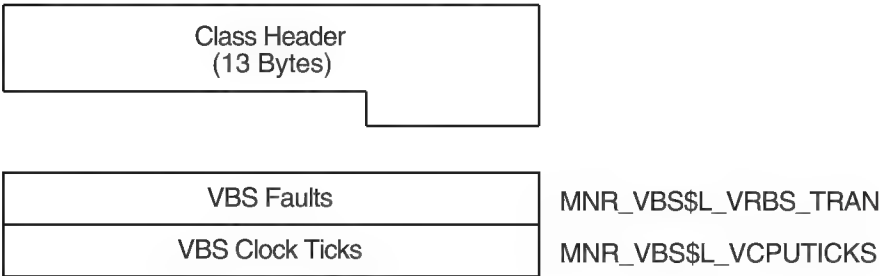 Class Header
(13 Bytes)
VBS Faults MNR_VBS$L_VRBS_TRAN
VBS Clock Ticks MNR_VBS$L_VCPUTICKS